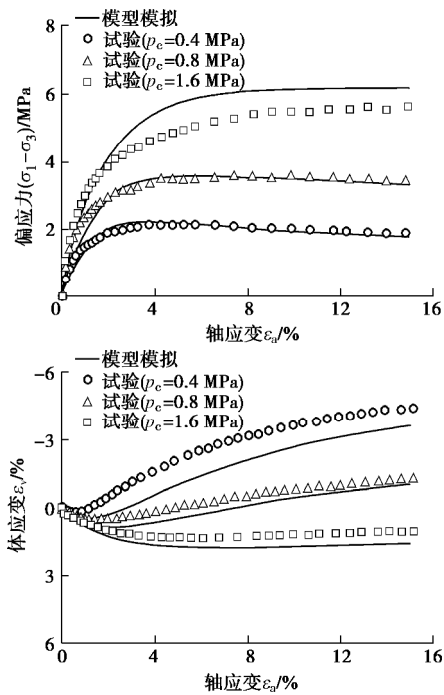 模型模拟
试验(pc=0.4 MPa)
试验(pc=0.8 MPa)
试验(pc=1.6 MPa)
偏应力(σ1−σ3)/MPa
8
6
4
2
0 4 8 12 16
轴应变εa/%
模型模拟
试验(pc=0.4 MPa)
试验(pc=0.8 MPa)
试验(pc=1.6 MPa)
体应变εv/%
-6
-3
0
3
6
0 4 8 12 16
轴应变εa/%